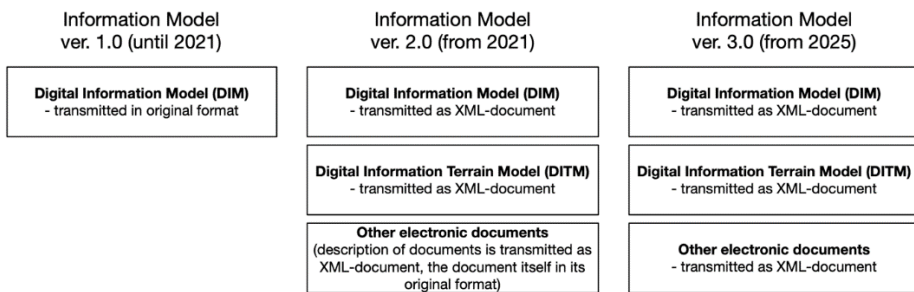 Information Model
ver. 1.0 (until 2021)
Digital Information Model (DIM)
- transmitted in original format
Information Model
ver. 2.0 (from 2021)
Digital Information Model (DIM)
- transmitted as XML-document
Digital Information Terrain Model (DITM)
- transmitted as XML-document
Other electronic documents
(description of documents is transmitted as
XML-document, the document itself in its
original format)
Information Model
ver. 3.0 (from 2025)
Digital Information Model (DIM)
- transmitted as XML-document
Digital Information Terrain Model (DITM)
- transmitted as XML-document
Other electronic documents
- transmitted as XML-document